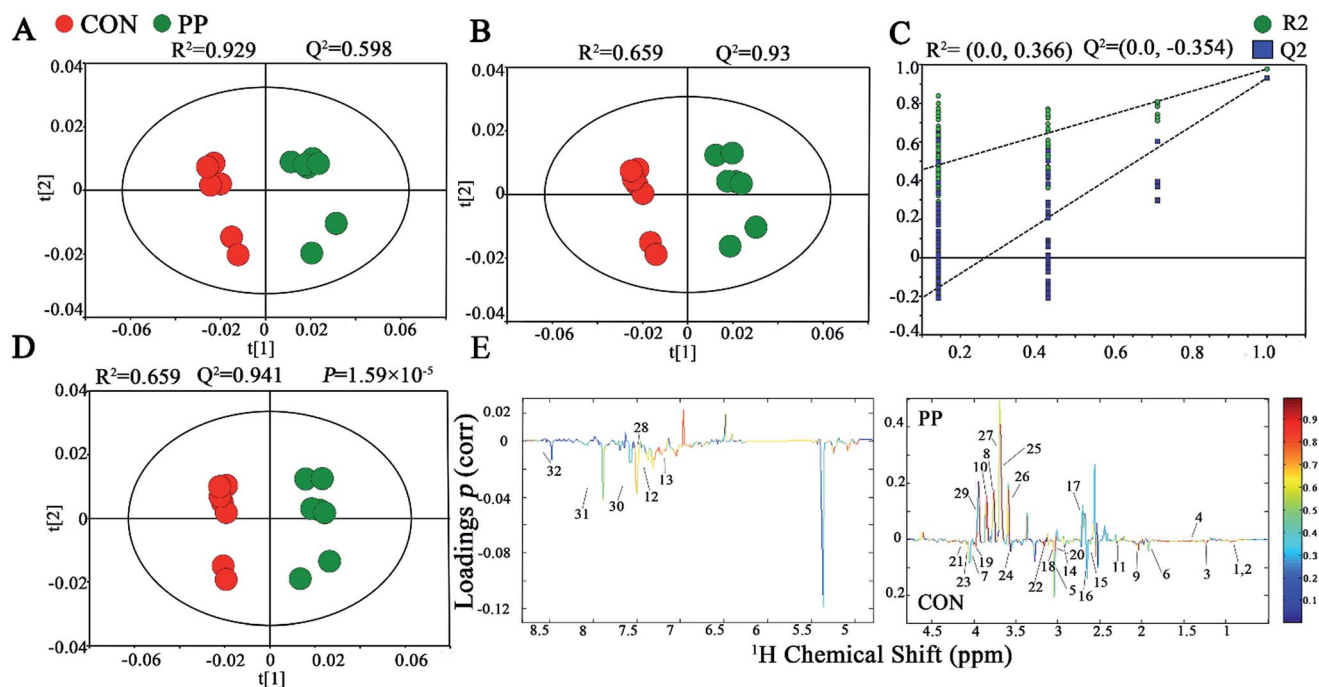 A CON PP
R²=0.929 Q²=0.598
0.04
0.02
0
-0.02
-0.04
t[2]
-0.06 -0.02 0 0.02 0.06
t[1]
B
R²=0.659 Q²=0.93
0.04
0.02
0
-0.02
-0.04
t[2]
-0.06 -0.02 0 0.02 0.06
t[1]
C R2
R²= (0.0, 0.366) Q²=(0.0, -0.354) Q2
1.0
0.8
0.6
0.4
0.2
0
-0.2
-0.4
0.2 0.4 0.6 0.8 1.0
D
R²=0.659 Q²=0.941 P=1.59×10⁻⁵
0.04
0.02
0
-0.02
-0.04
t[2]
-0.06 -0.02 0 0.02 0.06
t[1]
E
Loadings p (corr)
0.02
0
-0.04
-0.06
-0.08
-0.12
28
32 12 13
31 30
8.5 8 7.5 7 6.5 5.5 5
PP
0.4
0.2
0
0.2
27 25
10 8 26
29 17
4
21 19 20 11
23 7 24 18 14 15 9 6 3 1,2
22 5 16
CON
4.5 4 3.5 3 2.5 2 1.5 1
0.9
0.8
0.7
0.6
0.5
0.4
0.3
0.2
0.1
¹H Chemical Shift (ppm)